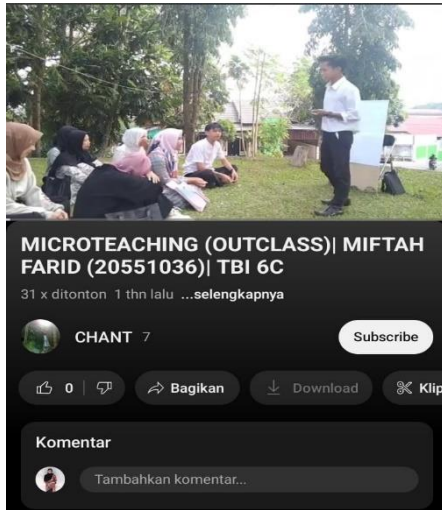 MICROTEACHING (OUTCLASS)| MIFTAH
FARID (20551036)| TBI 6C
31 x ditonton 1 thn lalu ...selengkapnya
CHANT 7
Subscribe
0
Bagikan
Download
Klip
Komentar
Tambahkan komentar...